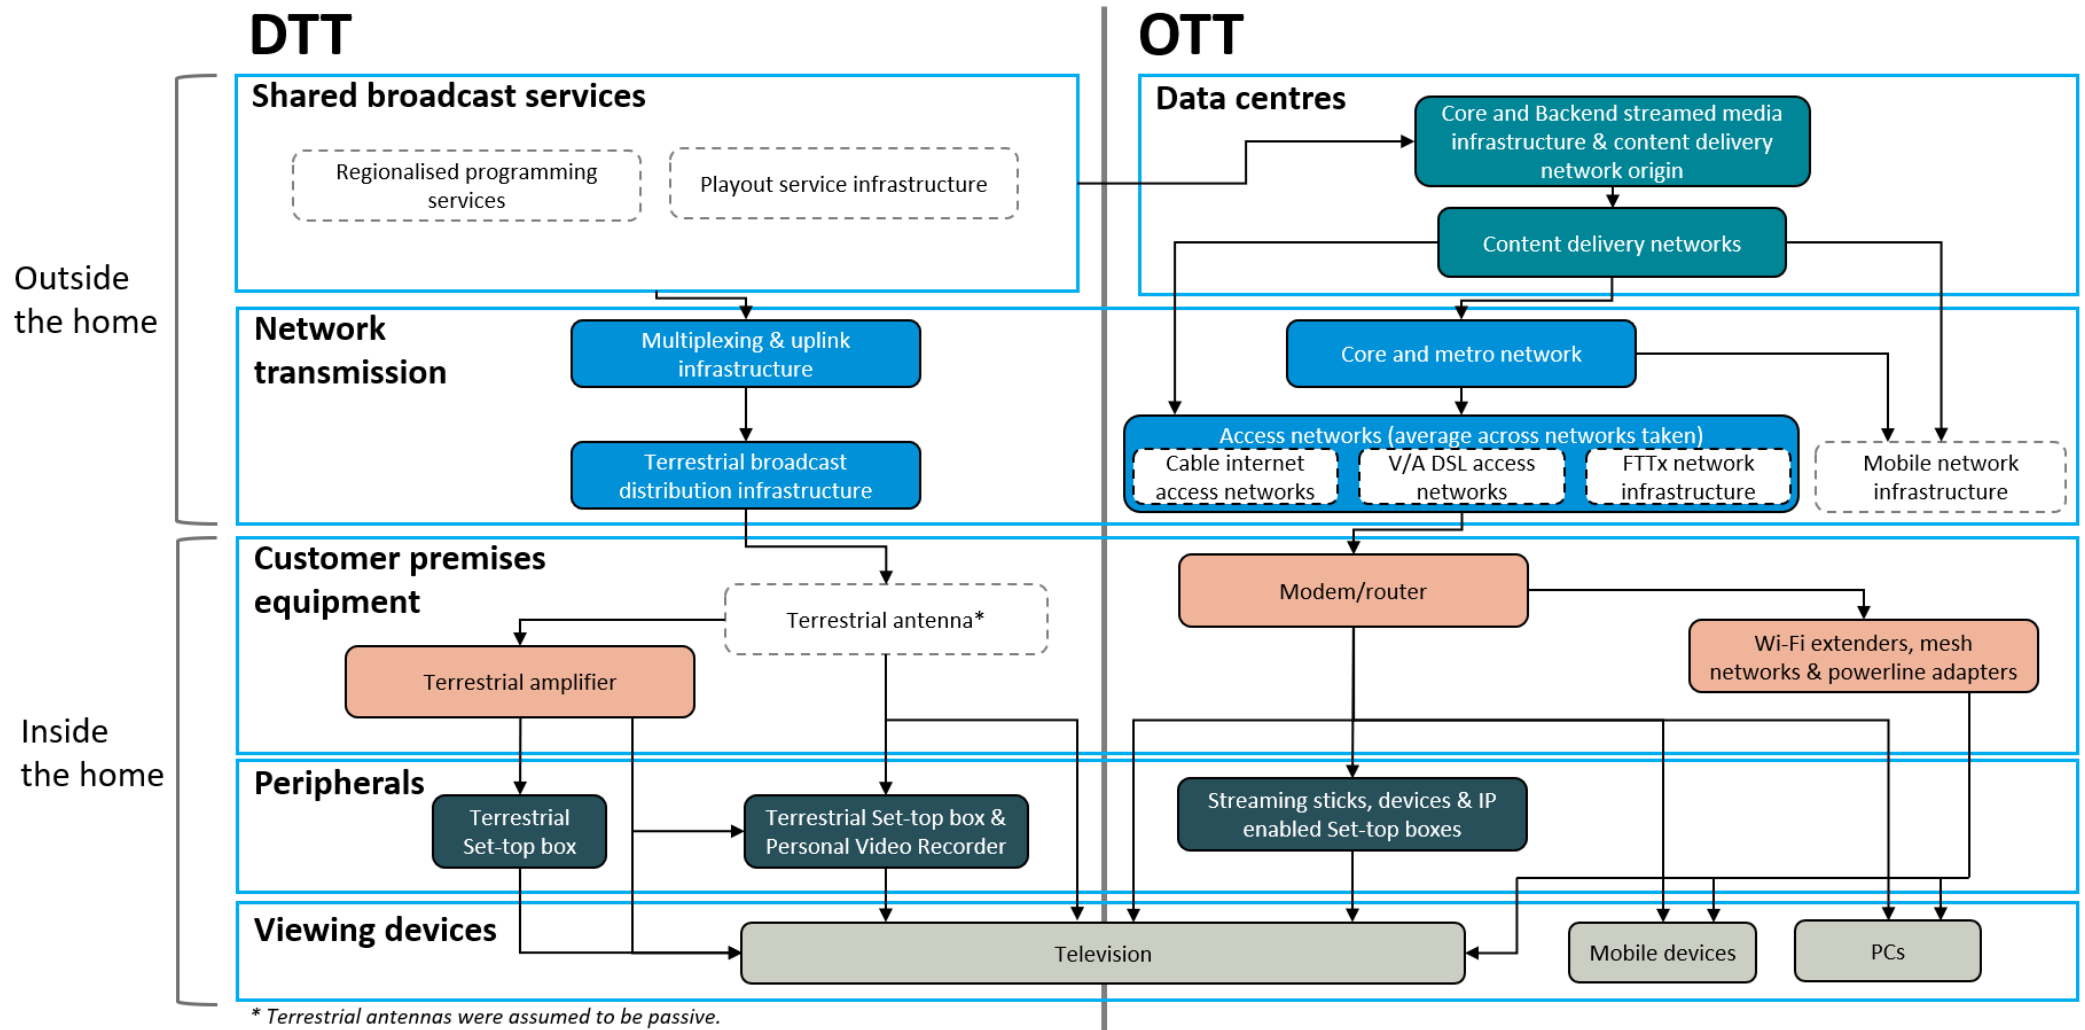 DTT
OTT
Outside
the home
Shared broadcast services
Regionalised programming
services
Playout service infrastructure
Data centres
Core and Backend streamed media
infrastructure & content delivery
network origin
Content delivery networks
Network
transmission
Multiplexing & uplink
infrastructure
Terrestrial broadcast
distribution infrastructure
Core and metro network
Access networks (average across networks taken)
Cable internet
access networks
V/A DSL access
networks
FTTx network
infrastructure
Mobile network
infrastructure
Inside
the home
Customer premises
equipment
Terrestrial antenna*
Terrestrial amplifier
Modem/router
Wi-Fi extenders, mesh
networks & powerline adapters
Peripherals
Terrestrial
Set-top box
Terrestrial Set-top box &
Personal Video Recorder
Streaming sticks, devices & IP
enabled Set-top boxes
Viewing devices
Television
Mobile devices
PCs
* Terrestrial antennas were assumed to be passive.